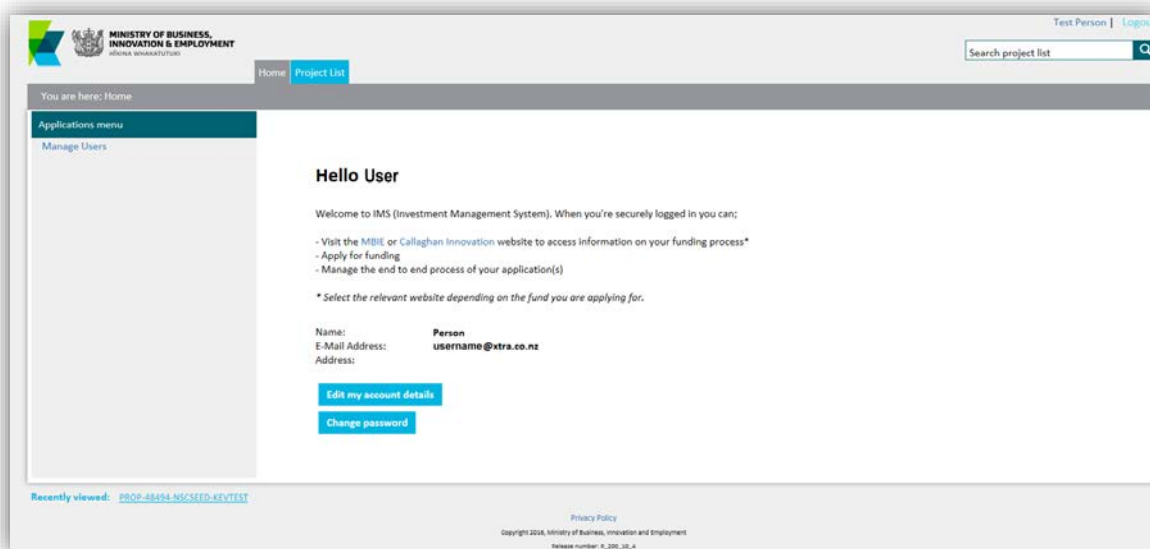 MINISTRY OF BUSINESS,
INNOVATION & EMPLOYMENT
HĪKINA WHAKATUTUKI
Test Person | Logou
Search project list
Home Project List
You are here: Home
Applications menu
Manage Users
Hello User
Welcome to IMS (Investment Management System). When you're securely logged in you can;
- Visit the MBIE or Callaghan Innovation website to access information on your funding process*
- Apply for funding
- Manage the end to end process of your application(s)
* Select the relevant website depending on the fund you are applying for.
Name: Person
E-Mail Address: username@xtra.co.nz
Address:
Edit my account details
Change password
Recently viewed: PROP-48494-NSCSEED-KEVTEST
Privacy Policy
Copyright 2016, Ministry of Business, Innovation and Employment
Release number: R_200_10_4